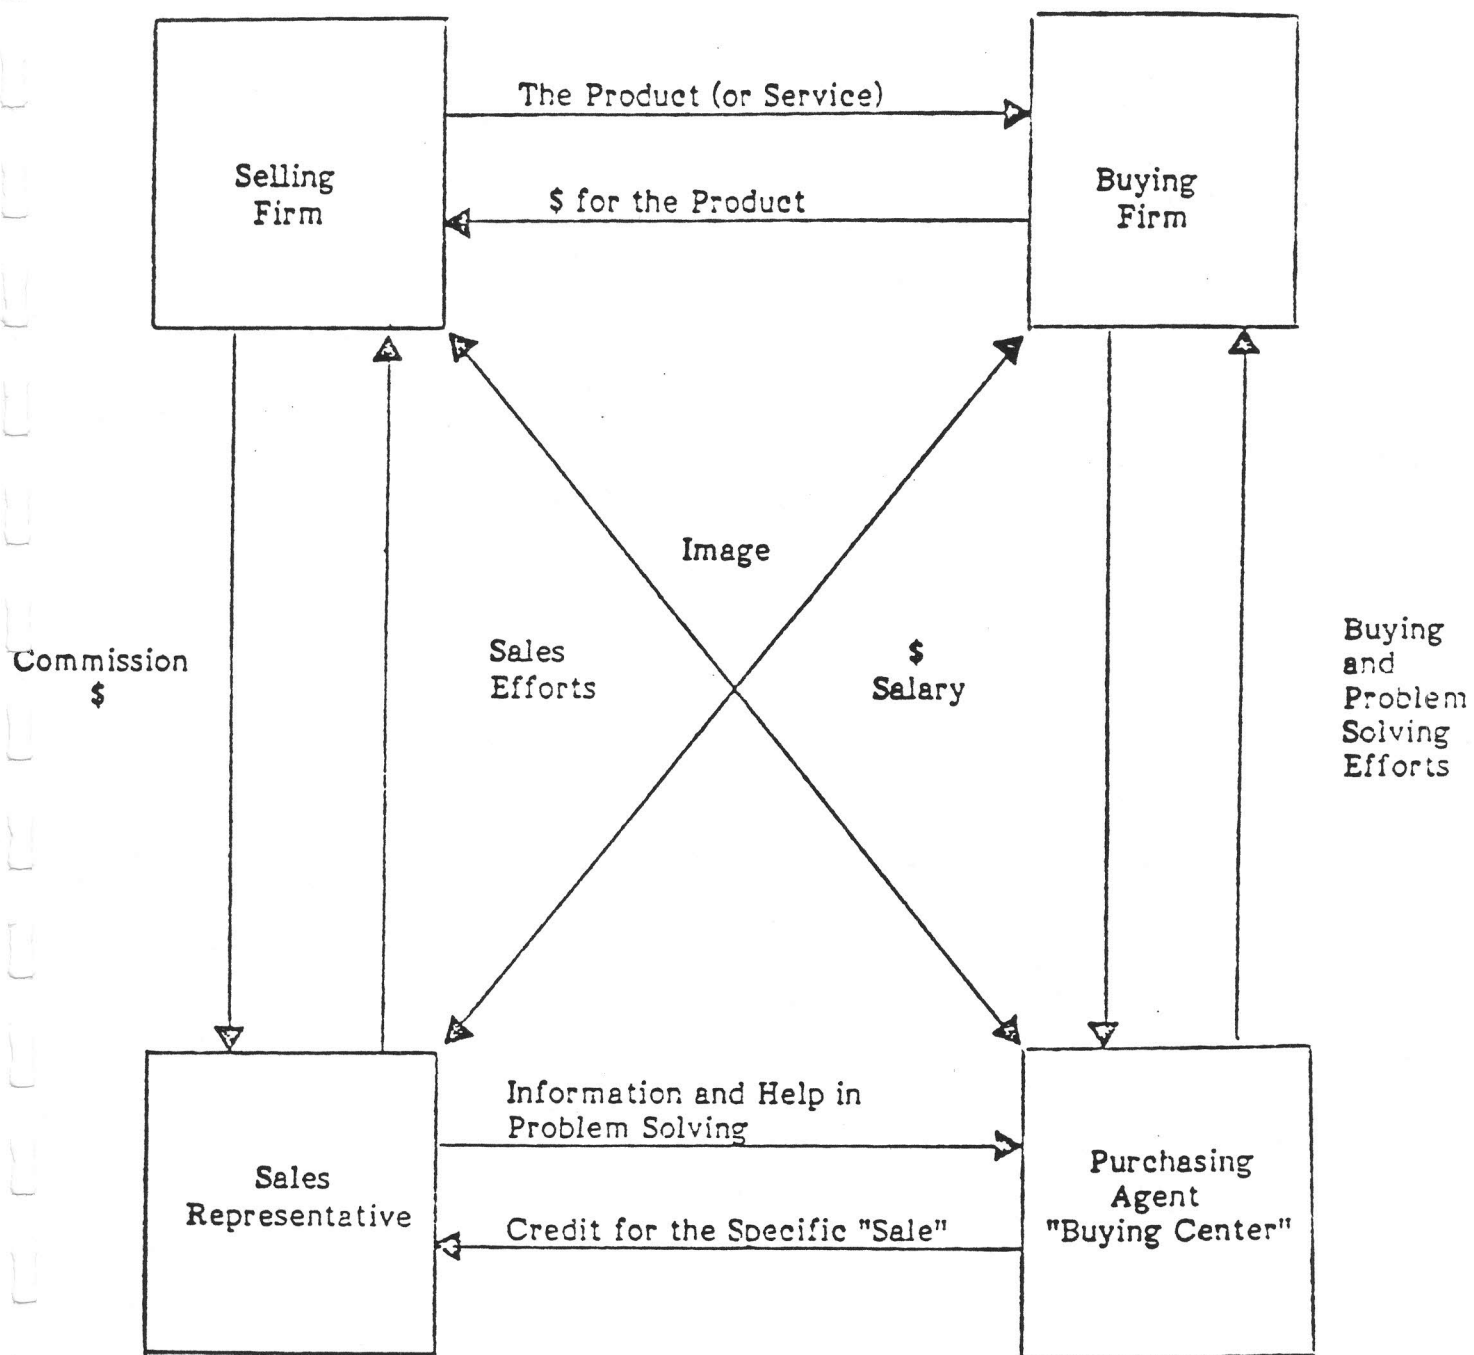 The Product (or Service)
Selling
Firm
$ for the Product
Buying
Firm
Image
Commission
$
Sales
Efforts
$
Salary
Buying
and
Problem
Solving
Efforts
Information and Help in
Problem Solving
Sales
Representative
Credit for the Specific "Sale"
Purchasing
Agent
"Buying Center"